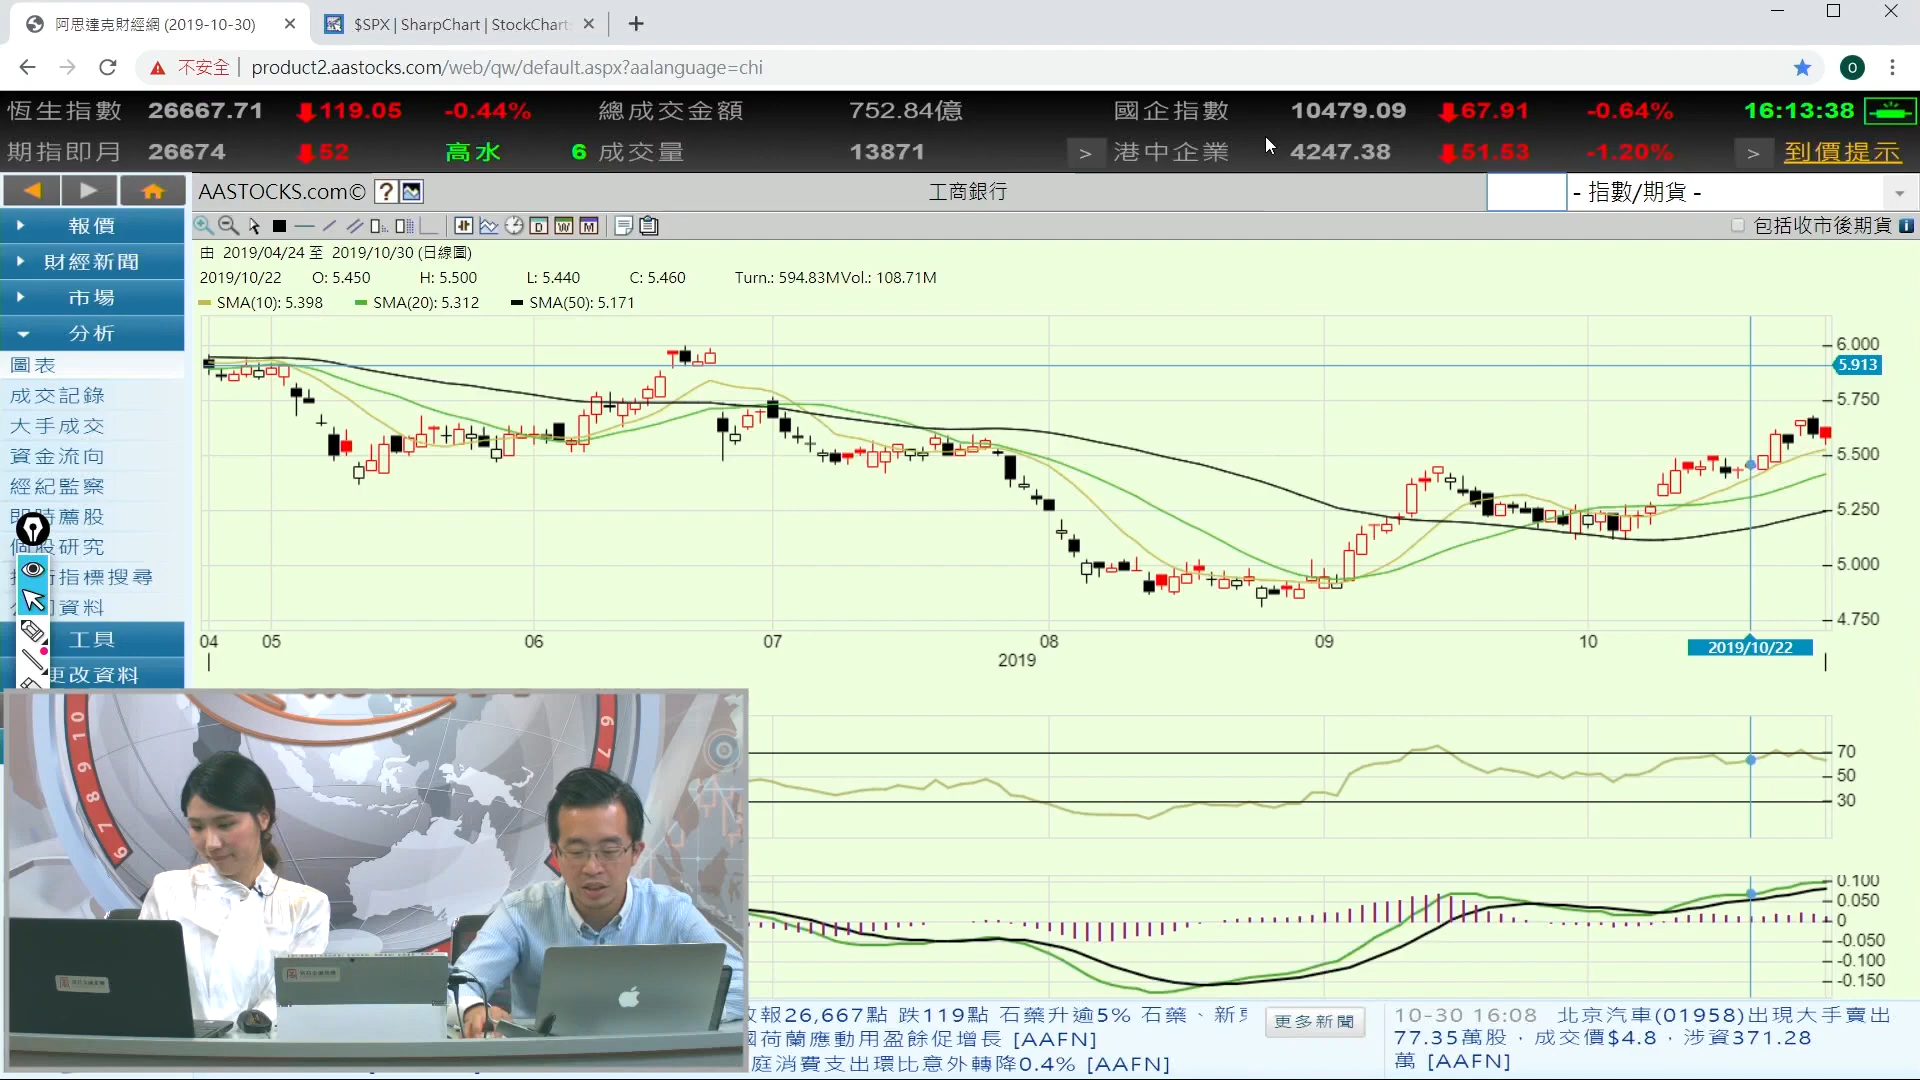 阿思達克財經網 (2019-10-30)
$SPX | SharpChart | StockChart
不安全 product2.aastocks.com/web/qw/default.aspx?aalanguage=chi
恆生指數 26667.71 119.05 -0.44% 總成交金額 752.84億 國企指數 10479.09 67.91 -0.64% 16:13:38
期指即月 26674 52 高水 6 成交量 13871 > 港中企業 4247.38 51.53 -1.20% > 到價提示
AASTOCKS.com© ? 工商銀行 - 指數/期貨 -
D W M 包括收市後期貨 i
報價
財經新聞
市場
分析
圖表
成交記錄
大手成交
資金流向
經紀監察
即時薦股
個股研究
指標搜尋
資料
工具
更改資料
由 2019/04/24 至 2019/10/30 (日線圖)
2019/10/22 O: 5.450 H: 5.500 L: 5.440 C: 5.460 Turn.: 594.83MVol.: 108.71M
SMA(10): 5.398 SMA(20): 5.312 SMA(50): 5.171
6.000
5.913
5.750
5.500
5.250
5.000
4.750
04 05 06 07 08 09 10
2019/10/22
2019
70
50
30
0.100
0.050
0
-0.050
-0.100
-0.150
10
9
8
7
6
6
7
報26,667點 跌119點 石藥升逾5% 石藥、新
荷蘭應動用盈餘促增長 [AAFN]
庭消費支出環比意外轉降0.4% [AAFN]
更多新聞
10-30 16:08 北京汽車(01958)出現大手賣出
77.35萬股，成交價$4.8，涉資371.28
萬 [AAFN]